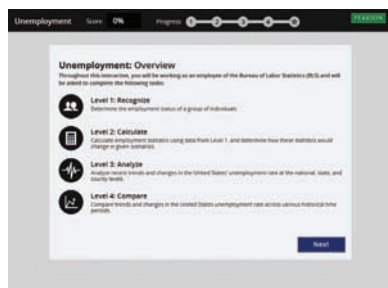 Unemployment Score 0% Progress 0 2 3 4
PEARSON
Unemployment: Overview
Throughout this interactive, you will be working as an employee of the Bureau of Labor Statistics (BLS) and will
be asked to complete the following tasks:
Level 1: Recognize
Determine the employment status of a group of individuals.
Level 2: Calculate
Calculate employment statistics using data from Level 1, and determine how these statistics would
change in given scenarios.
Level 3: Analyze
Analyze recent trends and changes in the United States' unemployment rate at the national, state, and
county levels.
Level 4: Compare
Compare trends and changes in the United States unemployment rate across various historical time
periods.
Next